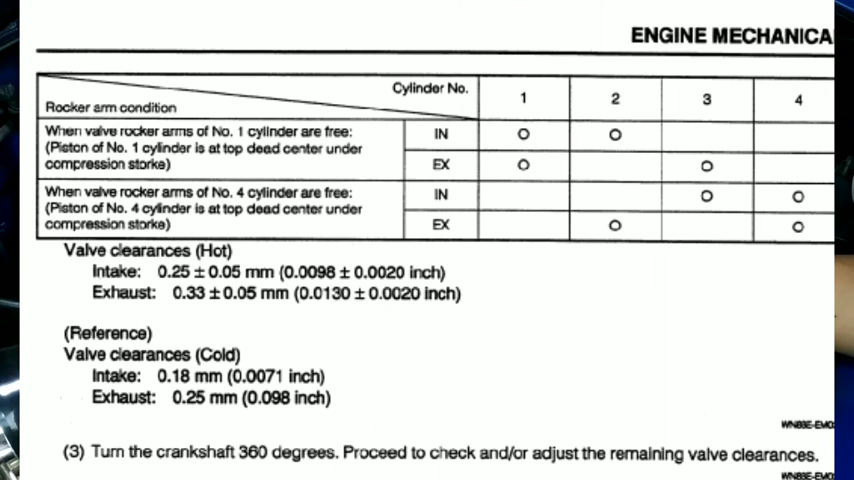 ENGINE MECHANICA
Cylinder No.
Rocker arm condition
1 2 3 4
When valve rocker arms of No. 1 cylinder are free:
(Piston of No. 1 cylinder is at top dead center under
compression storke)
IN O O
EX O O
When valve rocker arms of No. 4 cylinder are free:
(Piston of No. 4 cylinder is at top dead center under
compression storke)
IN O O
EX O O
Valve clearances (Hot)
Intake: 0.25 ± 0.05 mm (0.0098 ± 0.0020 inch)
Exhaust: 0.33 ± 0.05 mm (0.0130 ± 0.0020 inch)
(Reference)
Valve clearances (Cold)
Intake: 0.18 mm (0.0071 inch)
Exhaust: 0.25 mm (0.098 inch)
(3) Turn the crankshaft 360 degrees. Proceed to check and/or adjust the remaining valve clearances.